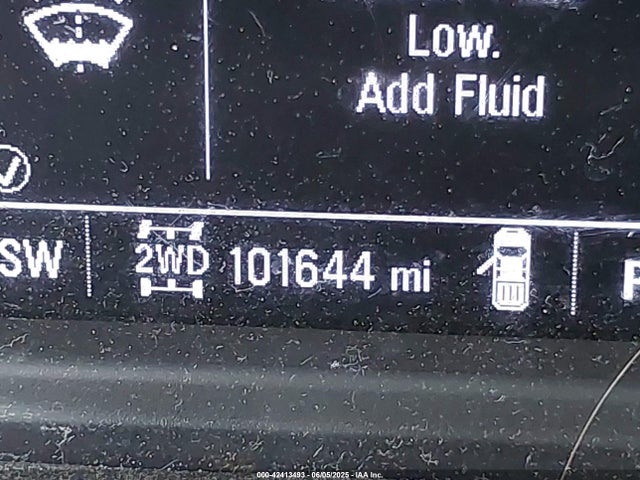 Low.
Add Fluid
SW
2WD
101644 mi
000-42413493 - 06/05/2025 - IAA Inc.